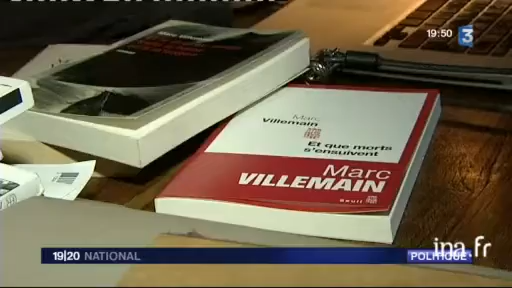 19:50 3
Marc
Villemain
Et que morts
s'ensuivent
Marc
VILLEMAIN
Seuil
ina.fr
19|20 NATIONAL
POLITIQUE